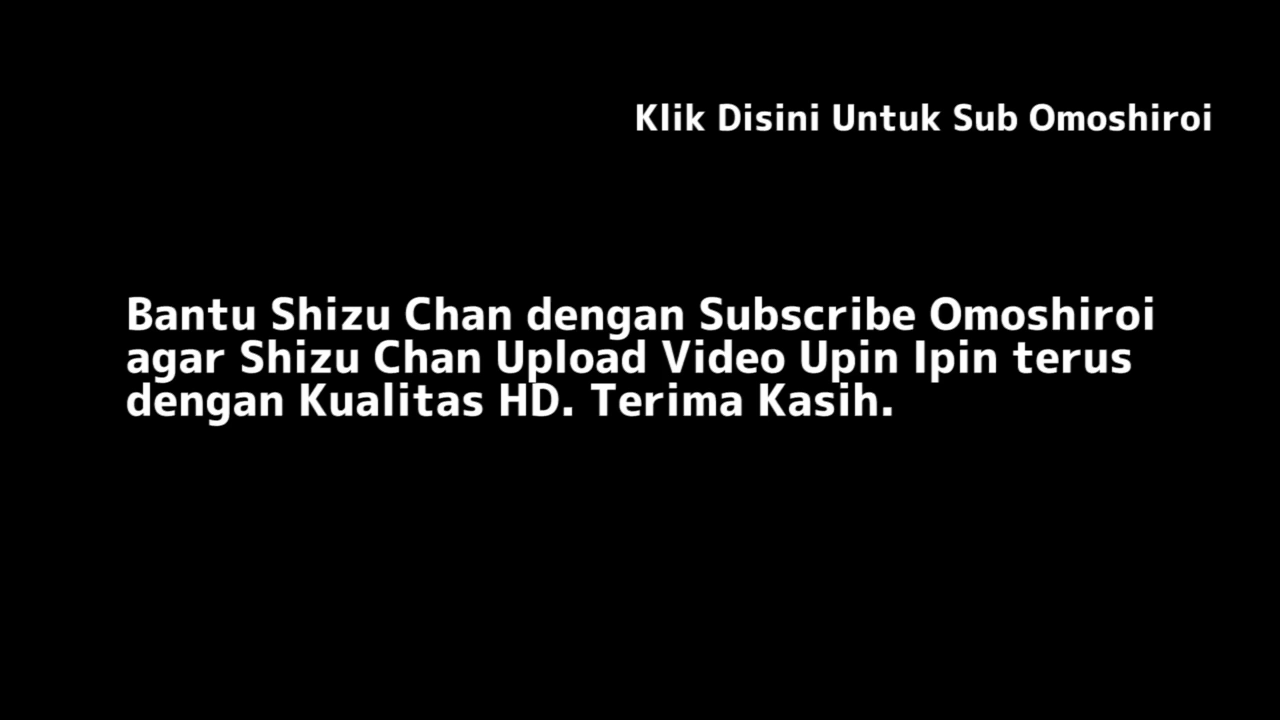 Klik Disini Untuk Sub Omoshiroi
Bantu Shizu Chan dengan Subscribe Omoshiroi
agar Shizu Chan Upload Video Upin Ipin terus
dengan Kualitas HD. Terima Kasih.